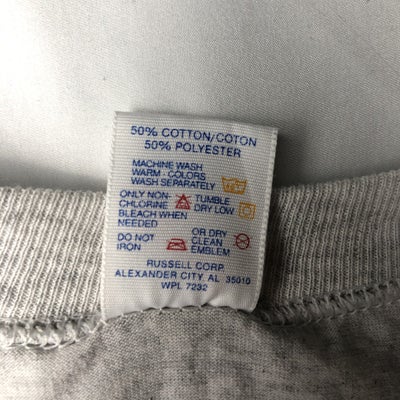 50% COTTON/COTON
50% POLYESTER
MACHINE WASH
WARM - COLORS
WASH SEPARATELY
ONLY NON- TUMBLE
CHLORINE DRY LOW
BLEACH WHEN
NEEDED
DO NOT OR DRY
IRON CLEAN
EMBLEM
RUSSELL CORP.
ALEXANDER CITY, AL 35010
WPL 7232